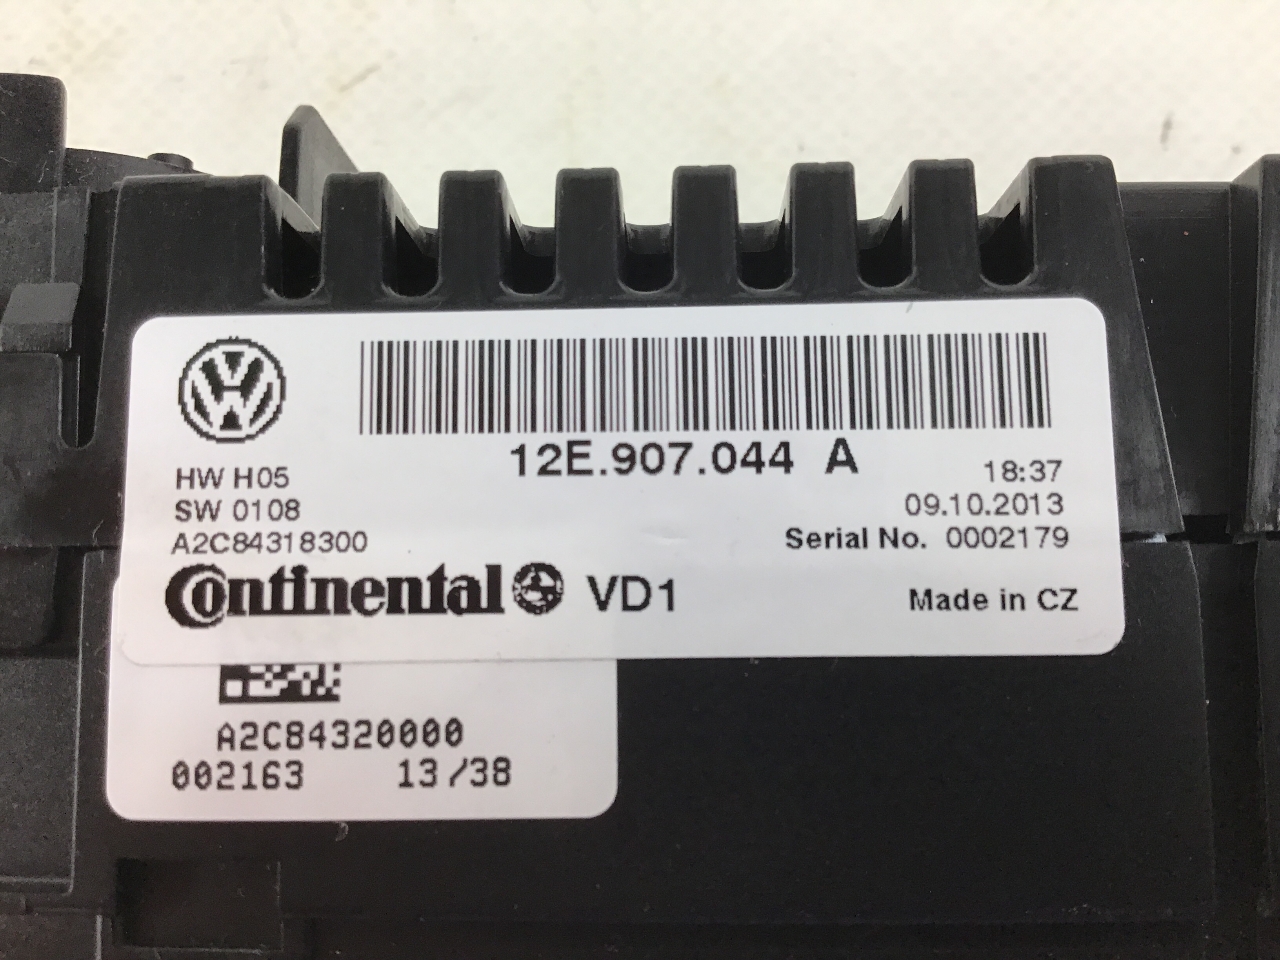 12E.907.044 A
HW H05
18:37
SW 0108
09.10.2013
A2C84318300
Serial No. 0002179
Continental VD1
Made in CZ
A2C84320000
002163 13/38